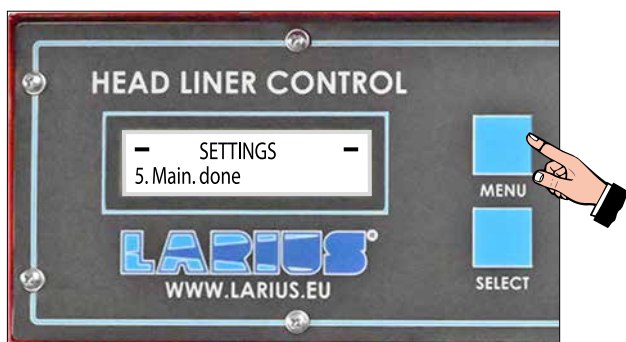 HEAD LINER CONTROL
- SETTINGS -
5. Main. done
MENU
LARIUS®
WWW.LARIUS.EU
SELECT